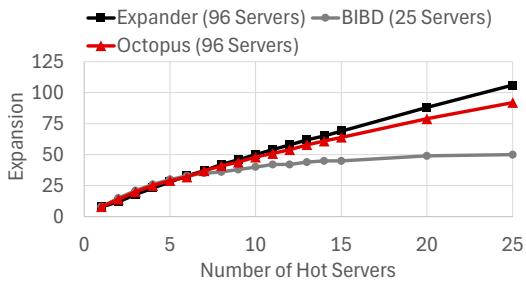 Expander (96 Servers) BIBD (25 Servers)
Octopus (96 Servers)
125
100
75
50
25
0
Expansion
0 5 10 15 20 25
Number of Hot Servers